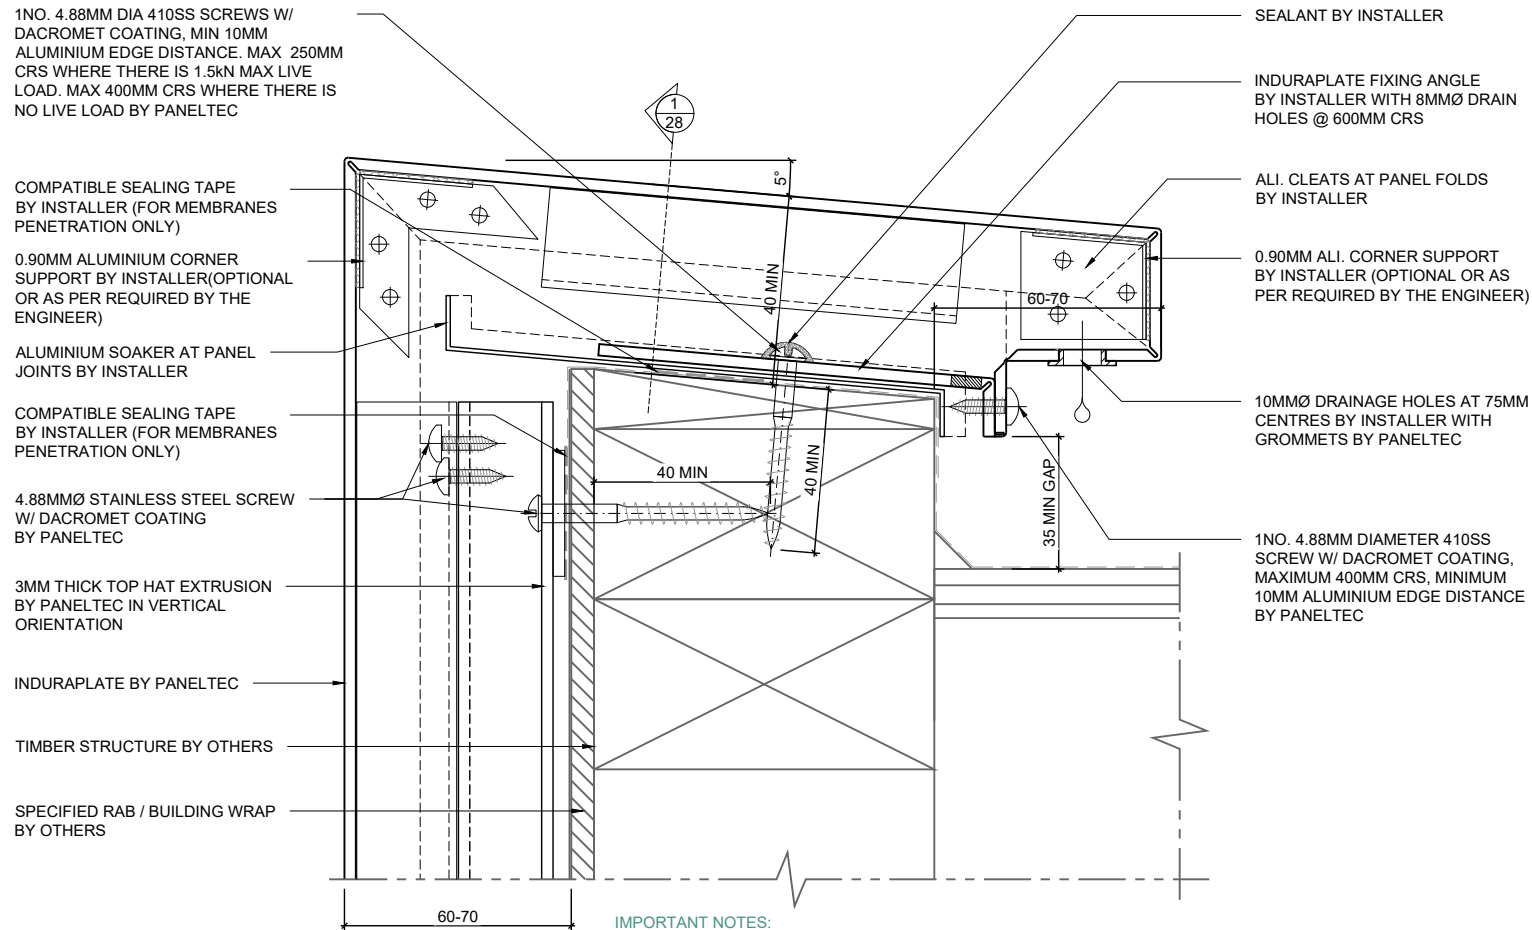 1NO. 4.88MM DIA 410SS SCREWS W/
DACROMET COATING, MIN 10MM
ALUMINIUM EDGE DISTANCE. MAX 250MM
CRS WHERE THERE IS 1.5kN MAX LIVE
LOAD. MAX 400MM CRS WHERE THERE IS
NO LIVE LOAD BY PANELTEC
COMPATIBLE SEALING TAPE
BY INSTALLER (FOR MEMBRANES
PENETRATION ONLY)
0.90MM ALUMINIUM CORNER
SUPPORT BY INSTALLER(OPTIONAL
OR AS PER REQUIRED BY THE
ENGINEER)
ALUMINIUM SOAKER AT PANEL
JOINTS BY INSTALLER
COMPATIBLE SEALING TAPE
BY INSTALLER (FOR MEMBRANES
PENETRATION ONLY)
4.88MMØ STAINLESS STEEL SCREW
W/ DACROMET COATING
BY PANELTEC
3MM THICK TOP HAT EXTRUSION
BY PANELTEC IN VERTICAL
ORIENTATION
INDURAPLATE BY PANELTEC
TIMBER STRUCTURE BY OTHERS
SPECIFIED RAB / BUILDING WRAP
BY OTHERS
1
28
5°
40 MIN
60-70
40 MIN
40 MIN
35 MIN GAP
60-70
SEALANT BY INSTALLER
INDURAPLATE FIXING ANGLE
BY INSTALLER WITH 8MMØ DRAIN
HOLES @ 600MM CRS
ALI. CLEATS AT PANEL FOLDS
BY INSTALLER
0.90MM ALI. CORNER SUPPORT
BY INSTALLER (OPTIONAL OR AS
PER REQUIRED BY THE ENGINEER)
10MMØ DRAINAGE HOLES AT 75MM
CENTRES BY INSTALLER WITH
GROMMETS BY PANELTEC
1NO. 4.88MM DIAMETER 410SS
SCREW W/ DACROMET COATING,
MAXIMUM 400MM CRS, MINIMUM
10MM ALUMINIUM EDGE DISTANCE
BY PANELTEC
IMPORTANT NOTES: